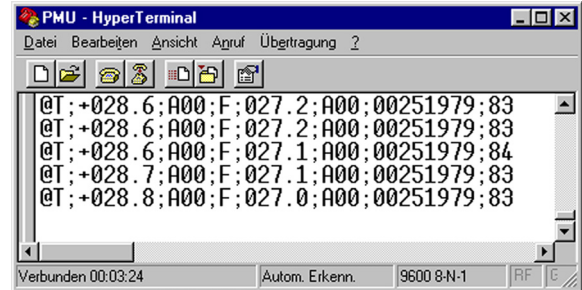 PMU - HyperTerminal
Datei Bearbeiten Ansicht Anruf Übertragung ?
@T;+028.6;A00;F;027.2;A00;00251979;83
@T;+028.6;A00;F;027.2;A00;00251979;83
@T;+028.6;A00;F;027.1;A00;00251979;84
@T;+028.7;A00;F;027.1;A00;00251979;83
@T;+028.8;A00;F;027.0;A00;00251979;83
Verbunden 00:03:24 Autom. Erkenn. 9600 8-N-1 RF G